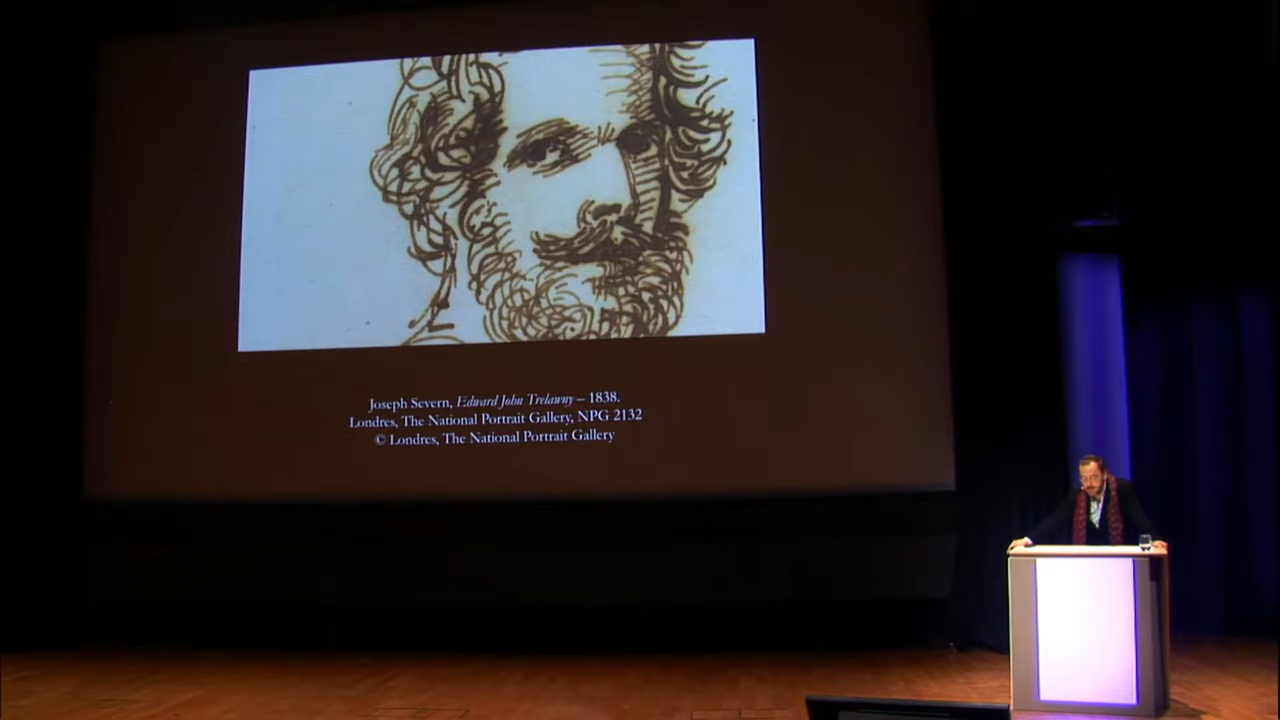 Joseph Severn, Edward John Trelawny – 1838.
Londres, The National Portrait Gallery, NPG 2132
© Londres, The National Portrait Gallery